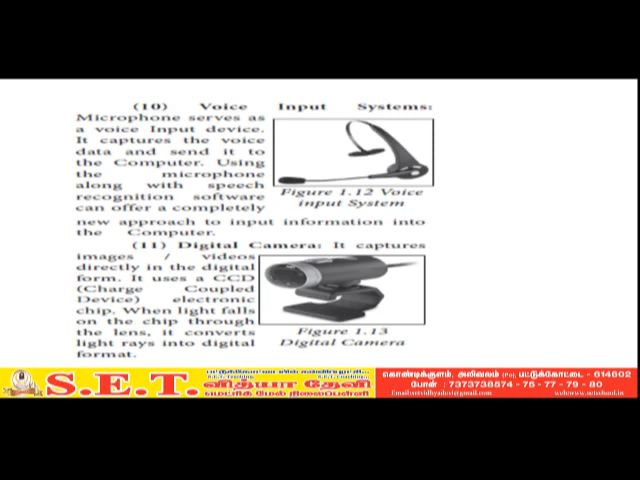 (10) Voice Input Systems:
Microphone serves as
a voice Input device.
It captures the voice
data and send it to
the Computer. Using
the microphone
along with speech
recognition software
can offer a completely
new approach to input information into
the Computer.
Figure 1.12 Voice
input System
(11) Digital Camera: It captures
images / videos
directly in the digital
form. It uses a CCD
(Charge Coupled
Device) electronic
chip. When light falls
on the chip through
the lens, it converts
light rays into digital
format.
Figure 1.13
Digital Camera
S.E.T.
வித்யா தேவி
மெட்ரிக் மேல் நிலைப்பள்ளி
கொண்டிக்குளம், அலிவலம் (Po), பட்டுக்கோட்டை - 614602
போன் : 7373738874 - 75 - 77 - 79 - 80